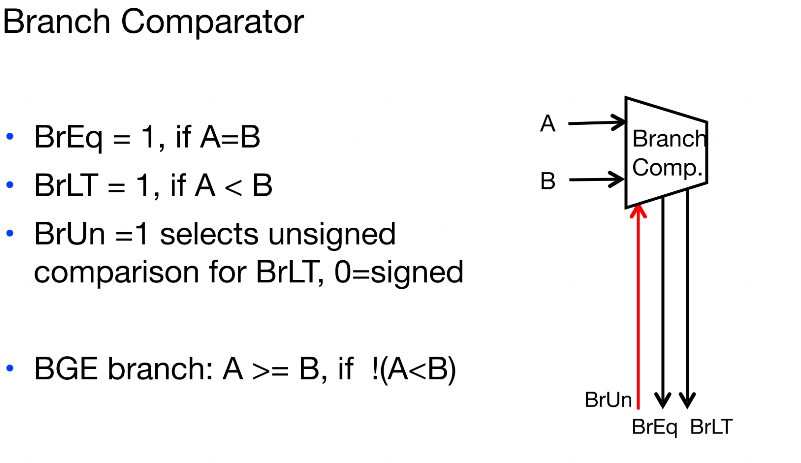 Branch Comparator
• BrEq = 1, if A=B
• BrLT = 1, if A < B
• BrUn =1 selects unsigned
comparison for BrLT, 0=signed
• BGE branch: A >= B, if !(A<B)
A
B
Branch
Comp.
BrUn
BrEq BrLT